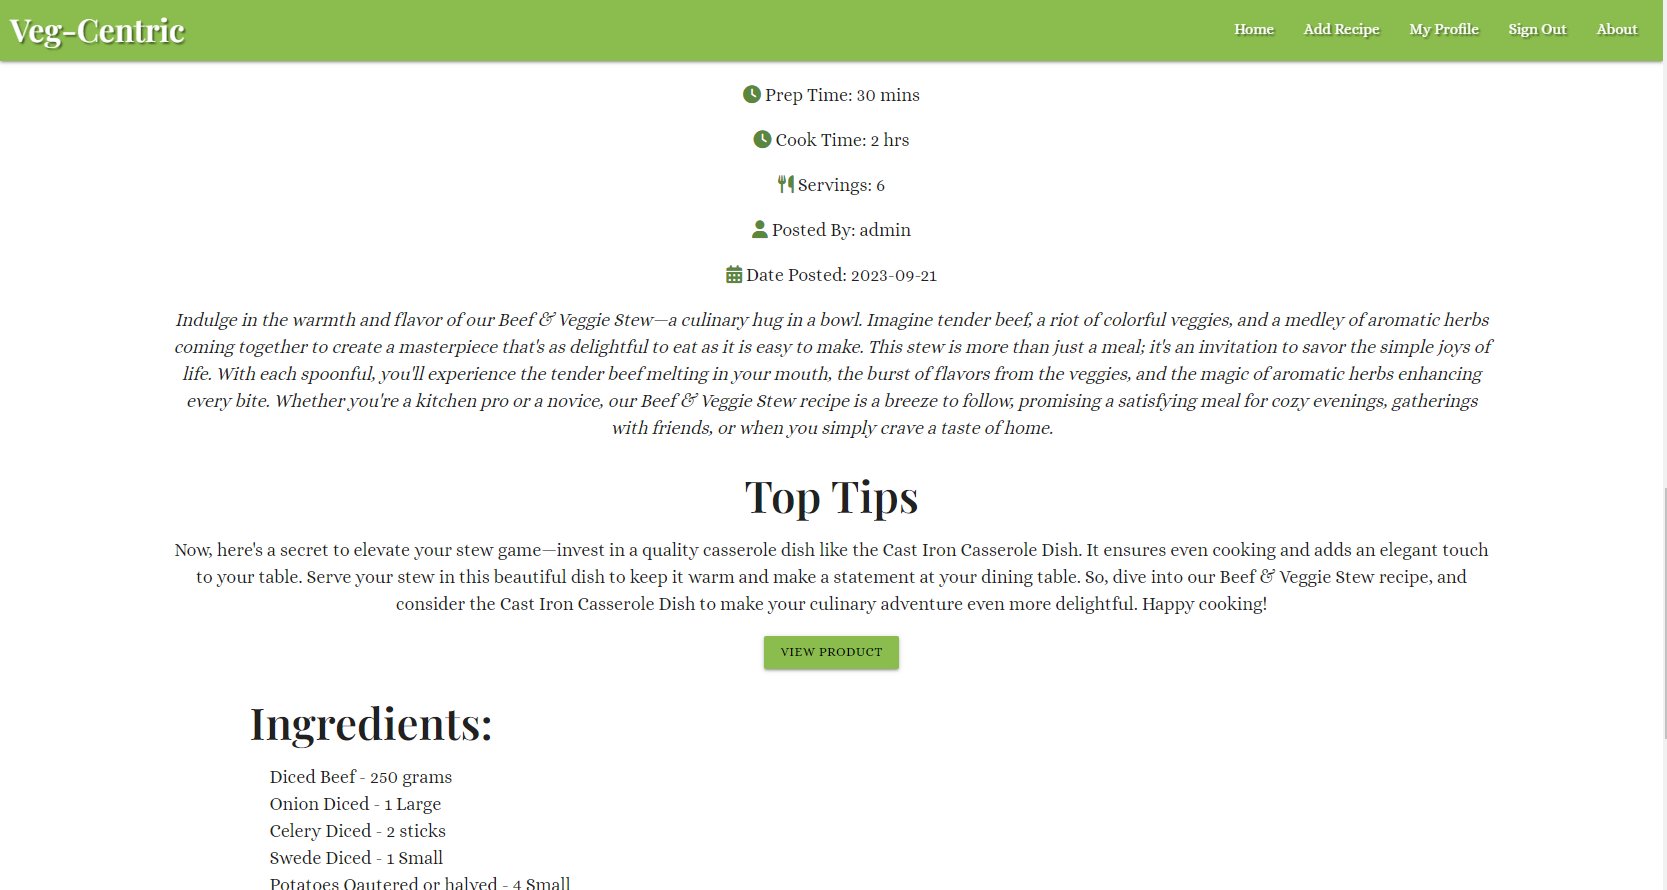 Veg-Centric
Home Add Recipe My Profile Sign Out About
Prep Time: 30 mins
Cook Time: 2 hrs
Servings: 6
Posted By: admin
Date Posted: 2023-09-21
Indulge in the warmth and flavor of our Beef & Veggie Stew—a culinary hug in a bowl. Imagine tender beef, a riot of colorful veggies, and a medley of aromatic herbs
coming together to create a masterpiece that's as delightful to eat as it is easy to make. This stew is more than just a meal; it's an invitation to savor the simple joys of
life. With each spoonful, you'll experience the tender beef melting in your mouth, the burst of flavors from the veggies, and the magic of aromatic herbs enhancing
every bite. Whether you're a kitchen pro or a novice, our Beef & Veggie Stew recipe is a breeze to follow, promising a satisfying meal for cozy evenings, gatherings
with friends, or when you simply crave a taste of home.
Top Tips
Now, here's a secret to elevate your stew game—invest in a quality casserole dish like the Cast Iron Casserole Dish. It ensures even cooking and adds an elegant touch
to your table. Serve your stew in this beautiful dish to keep it warm and make a statement at your dining table. So, dive into our Beef & Veggie Stew recipe, and
consider the Cast Iron Casserole Dish to make your culinary adventure even more delightful. Happy cooking!
VIEW PRODUCT
Ingredients:
Diced Beef - 250 grams
Onion Diced - 1 Large
Celery Diced - 2 sticks
Swede Diced - 1 Small
Potatoes Qautered or halved - 4 Small